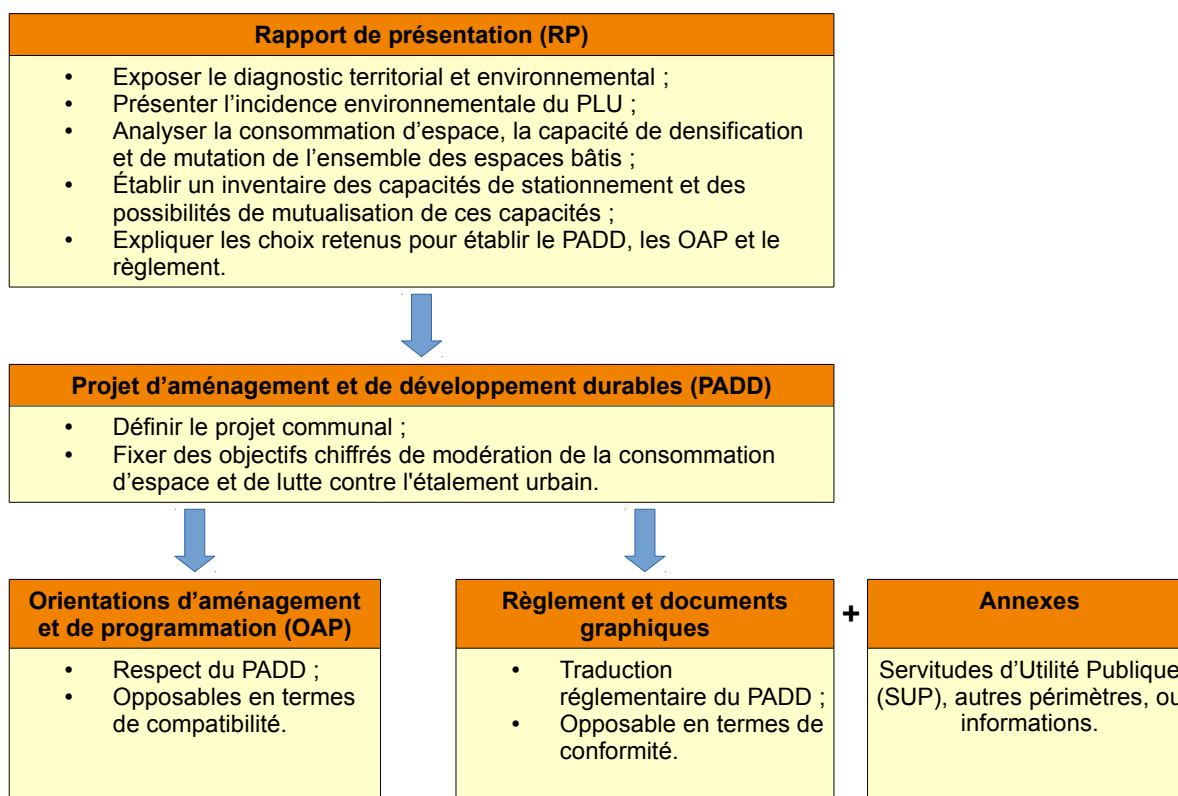 Rapport de présentation (RP)
• Exposer le diagnostic territorial et environnemental ;
• Présenter l’incidence environnementale du PLU ;
• Analyser la consommation d’espace, la capacité de densification
et de mutation de l’ensemble des espaces bâtis ;
• Établir un inventaire des capacités de stationnement et des
possibilités de mutualisation de ces capacités ;
• Expliquer les choix retenus pour établir le PADD, les OAP et le
règlement.
Projet d’aménagement et de développement durables (PADD)
• Définir le projet communal ;
• Fixer des objectifs chiffrés de modération de la consommation
d’espace et de lutte contre l'étalement urbain.
Orientations d’aménagement
et de programmation (OAP)
• Respect du PADD ;
• Opposables en termes
de compatibilité.
Règlement et documents
graphiques
• Traduction
réglementaire du PADD ;
• Opposable en termes de
conformité.
+
Annexes
Servitudes d’Utilité Publique
(SUP), autres périmètres, ou
informations.